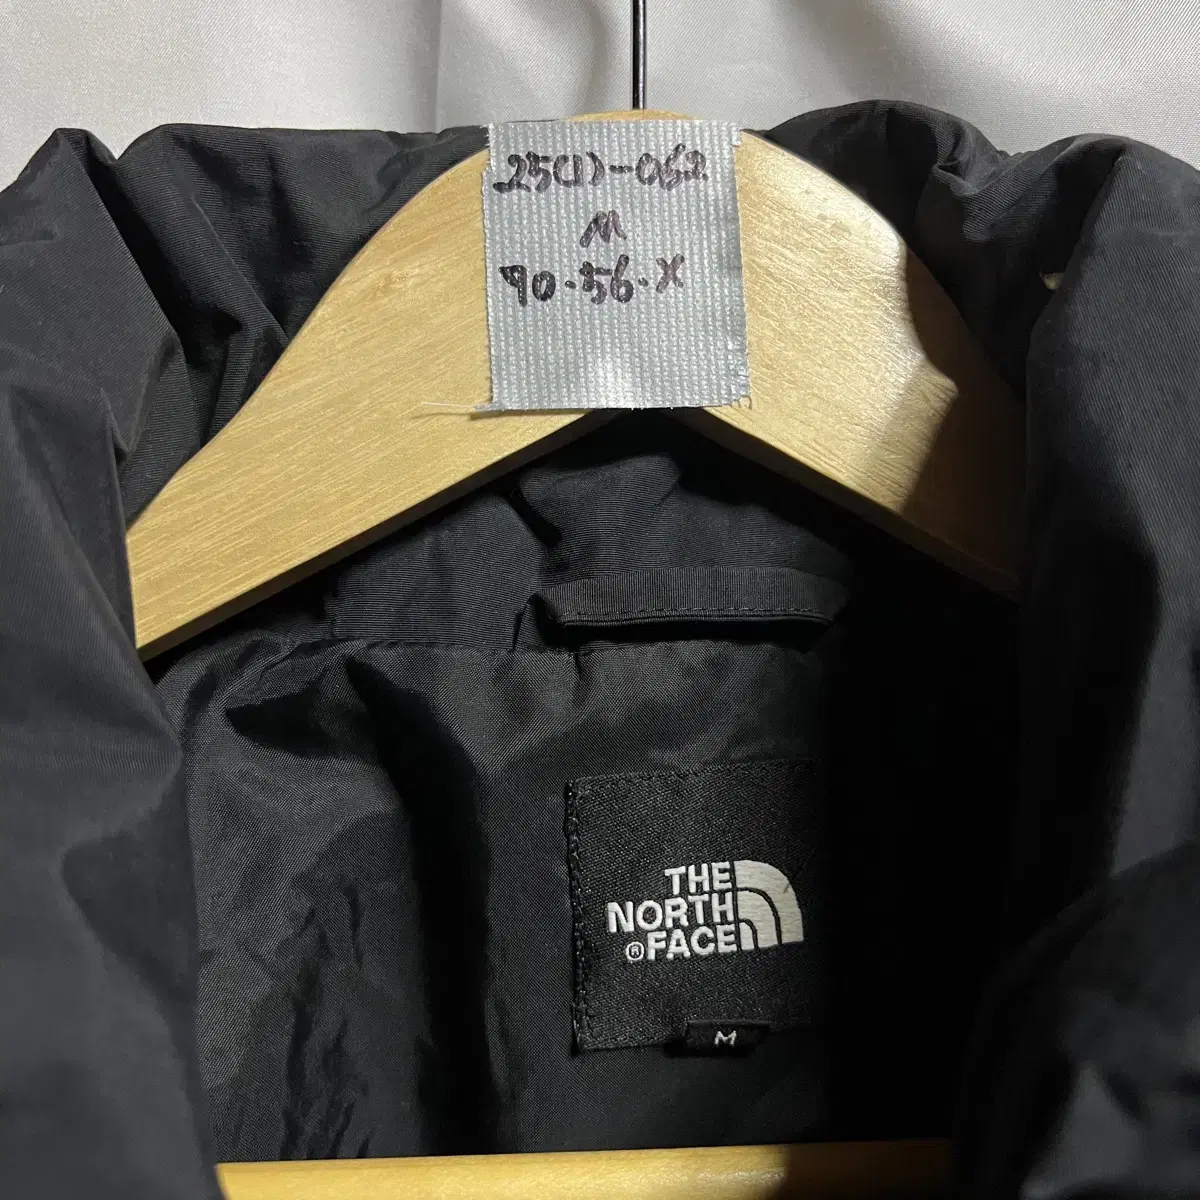 25(1)-062
M
90.56.X
THE
NORTH
® FACE
M